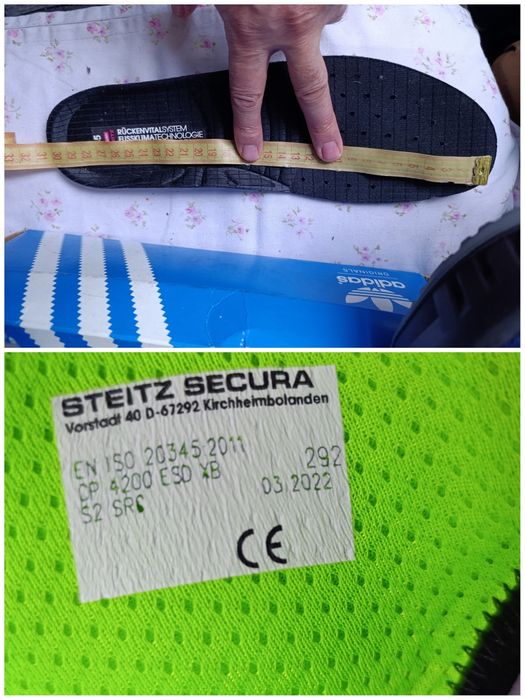 RÜCKENVITALSYSTEM
FUSSKLIMATECHNOLOGIE
adidas
ORIGINALS
STEITZ SECURA
Vorstadt 40 D-67292 Kirchheimbolanden
EN ISO 20345:2011 292
OP 4200 ESD XB 03.2022
S2 SRC
CE